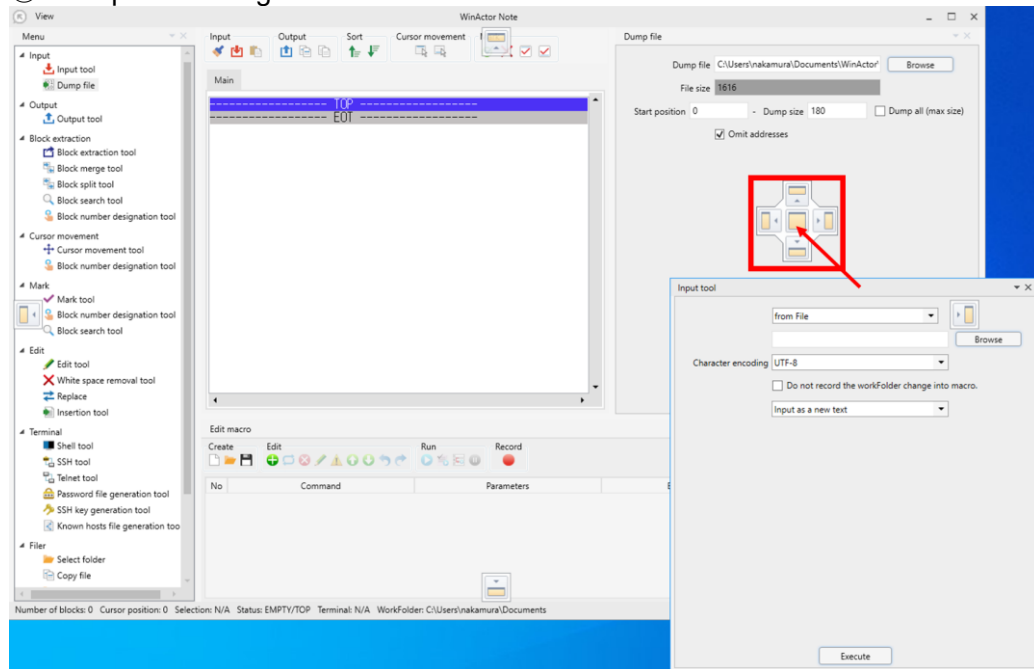 View
WinActor Note
Menu
Input
Input tool
Dump file
Output
Output tool
Block extraction
Block extraction tool
Block merge tool
Block split tool
Block search tool
Block number designation tool
Cursor movement
Cursor movement tool
Block number designation tool
Mark
Mark tool
Block number designation tool
Block search tool
Edit
Edit tool
White space removal tool
Replace
Insertion tool
Terminal
Shell tool
SSH tool
Telnet tool
Password file generation tool
SSH key generation tool
Known hosts file generation too
Filer
Select folder
Copy file
Input Output Sort Cursor movement
Main
------------------ TOP ------------------
------------------ EOT ------------------
Edit macro
Create Edit Run Record
No Command Parameters
Dump file
Dump file C:\Users\nakamura\Documents\WinActor' Browse
File size 1616
Start position 0 - Dump size 180 Dump all (max size)
Omit addresses
Input tool
from File
Browse
Character encoding UTF-8
Do not record the workFolder change into macro.
Input as a new text
Execute
Number of blocks: 0 Cursor position: 0 Selection: N/A Status: EMPTY/TOP Terminal: N/A WorkFolder: C:\Users\nakamura\Documents